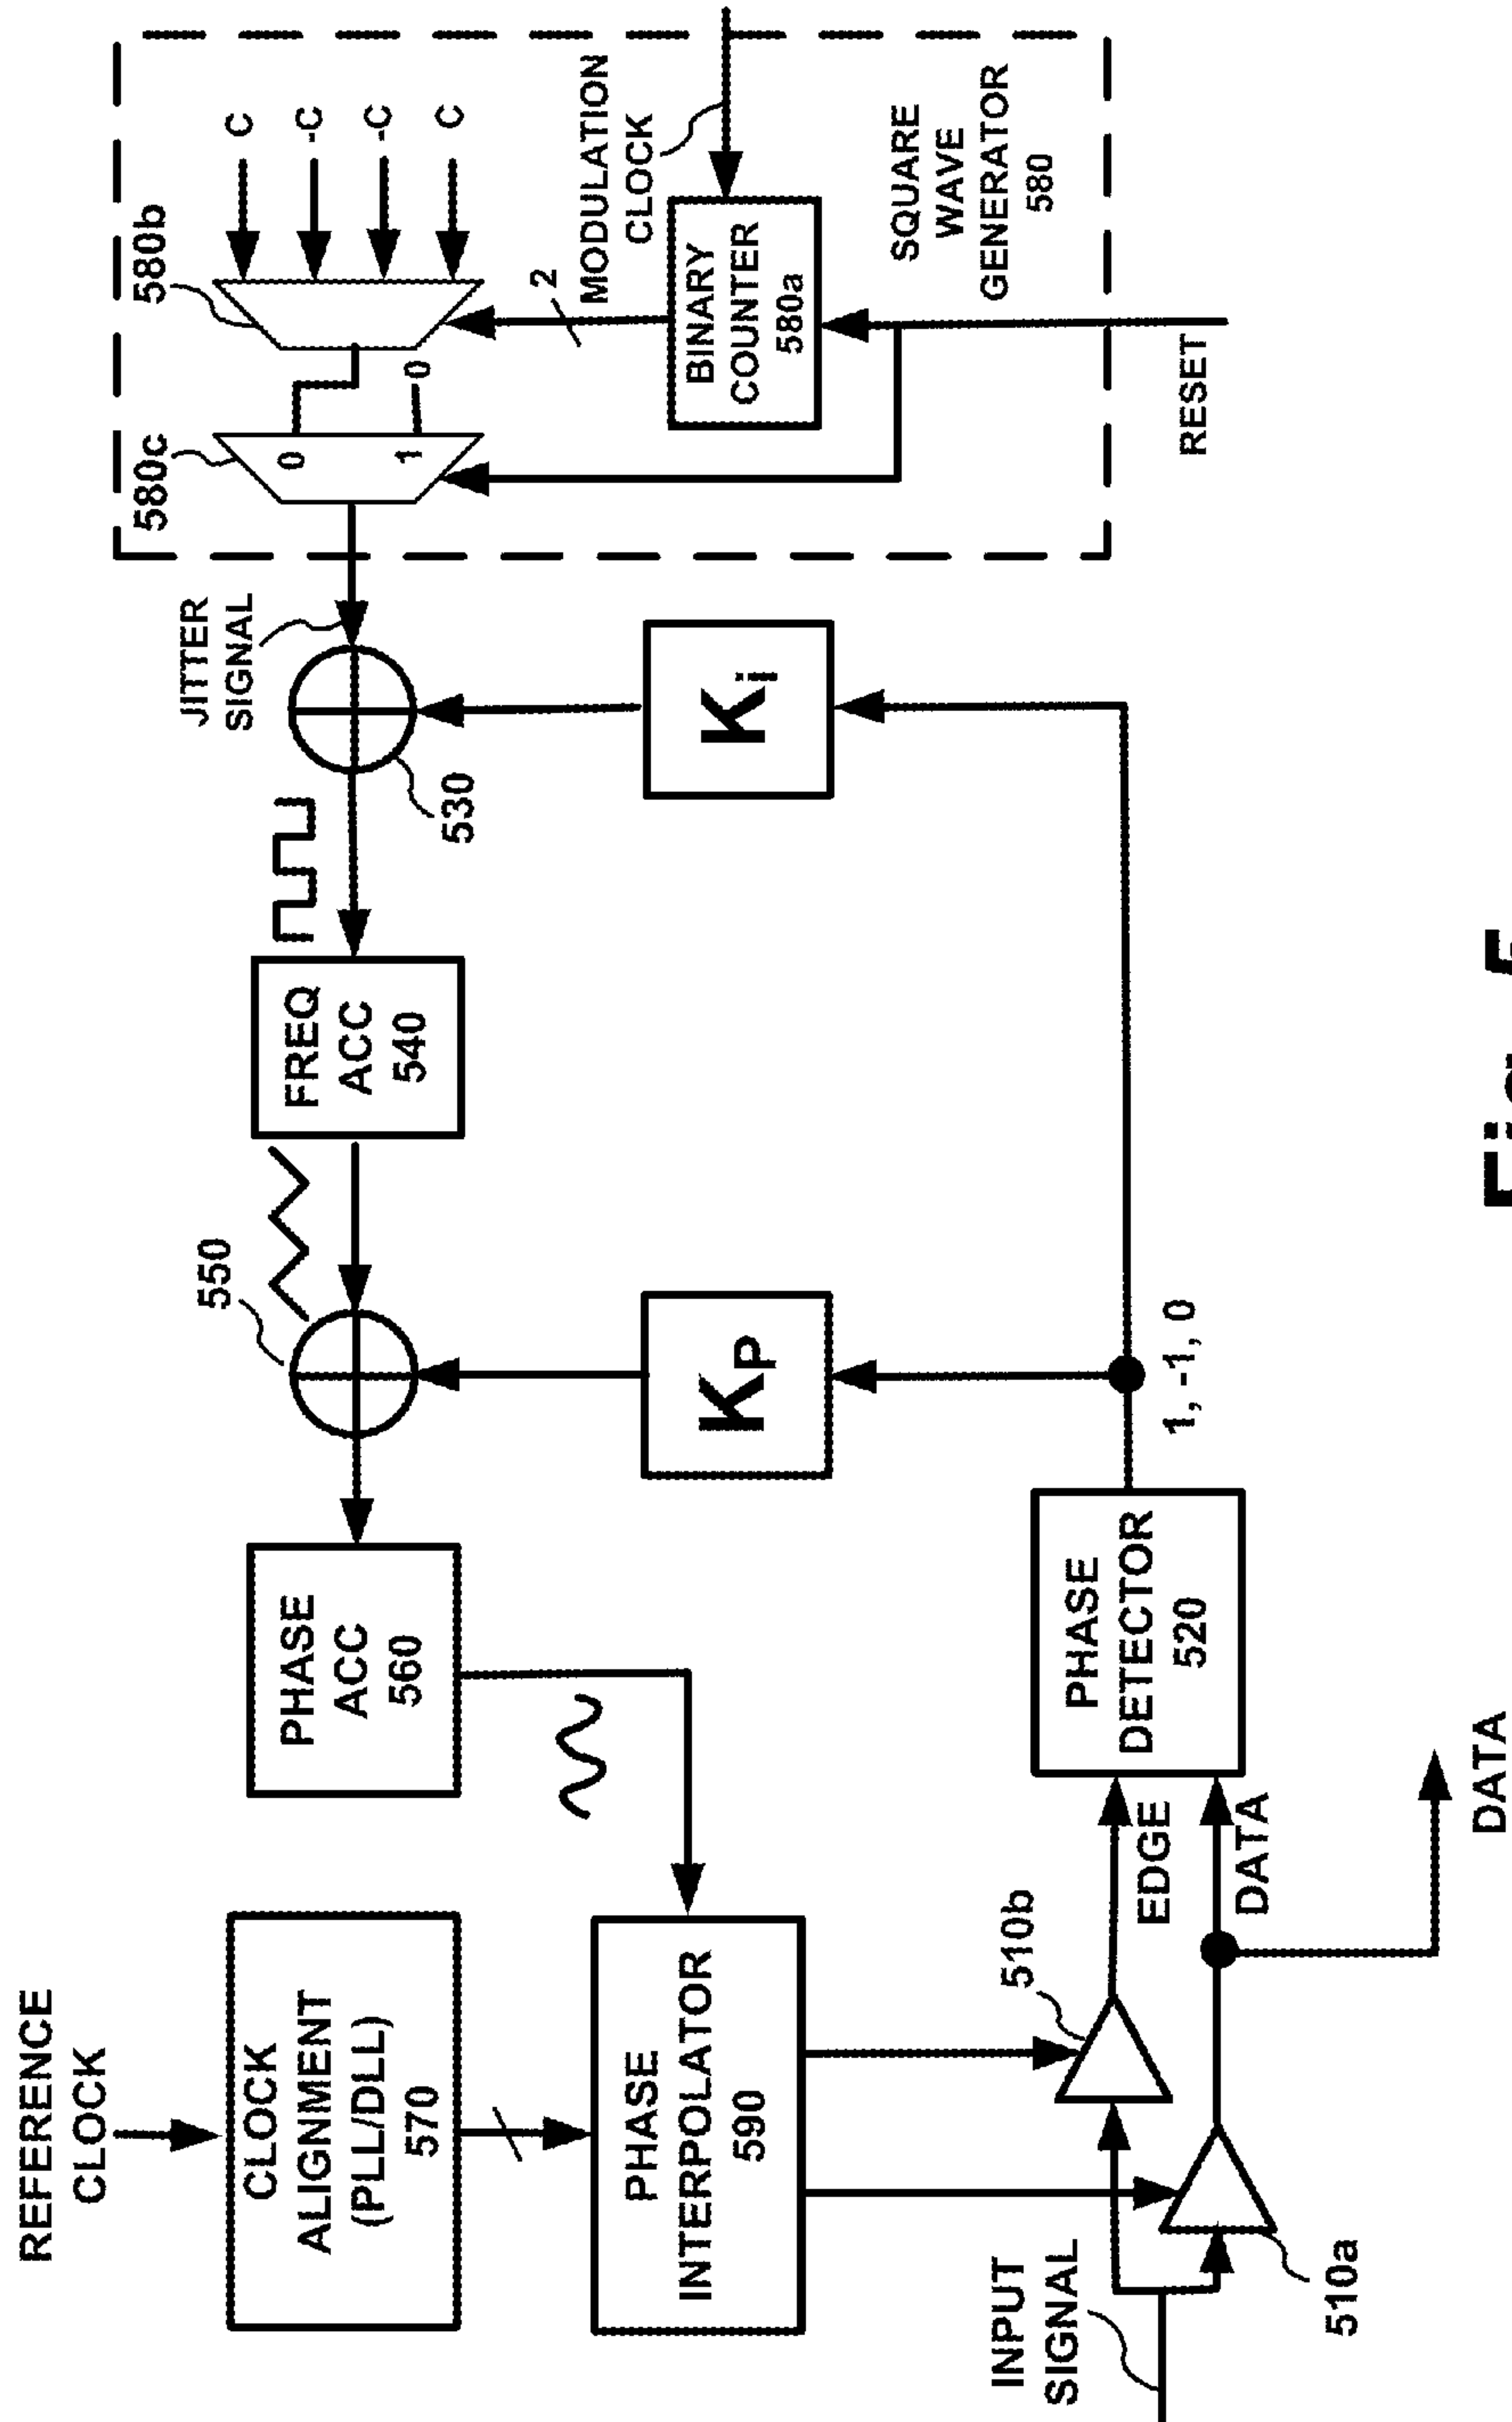 REFERENCE
CLOCK
CLOCK
ALIGNMENT
(PLL/DLL)
570
PHASE
ACC
560
550
FREQ
ACC
540
JITTER
SIGNAL
530
580c
580b
0
1
0
C
-C
-C
C
2
MODULATION
CLOCK
BINARY
COUNTER
580a
SQUARE
WAVE
GENERATOR
580
RESET
PHASE
INTERPOLATOR
590
KP
Ki
INPUT
SIGNAL
510a
510b
EDGE
DATA
PHASE
DETECTOR
520
1, -1, 0
DATA